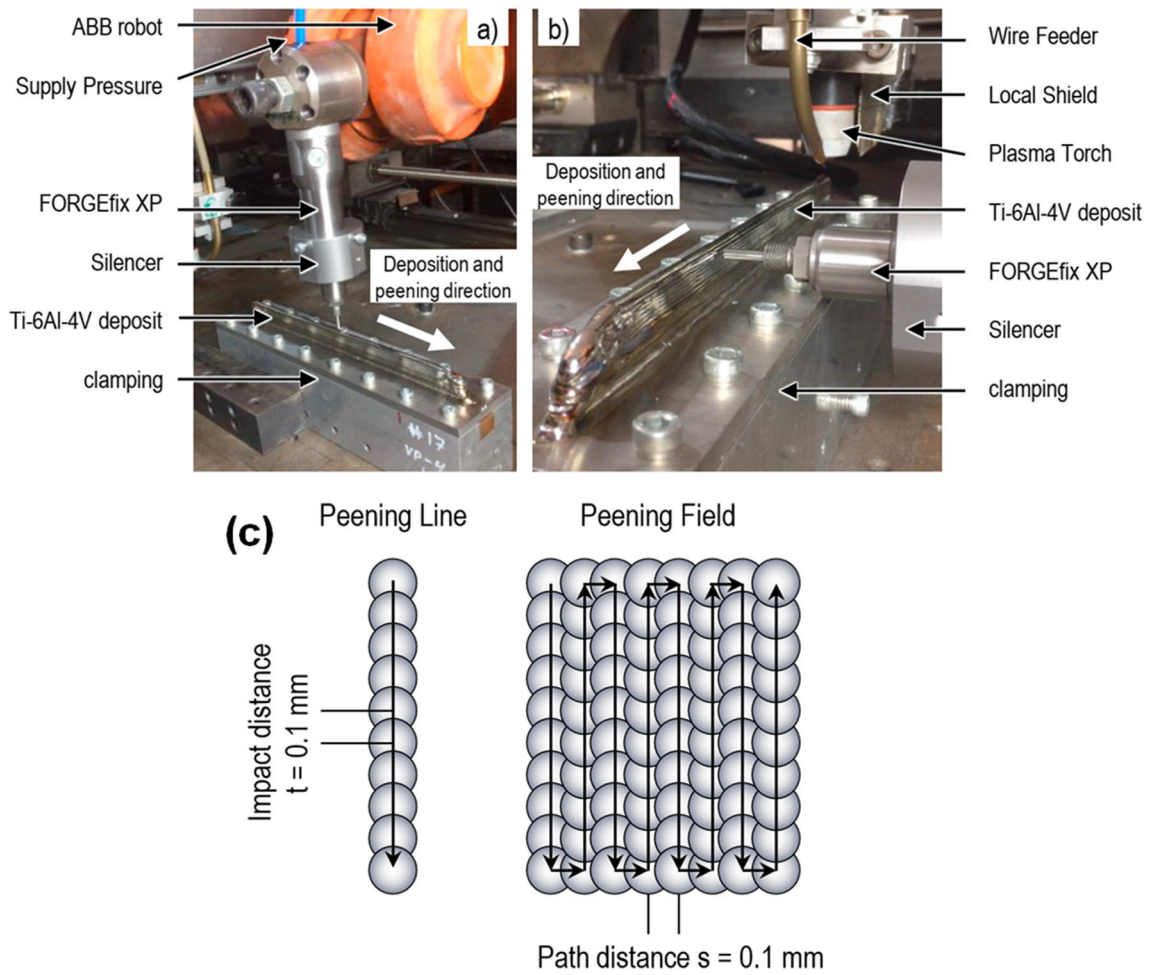 ABB robot
Supply Pressure
FORGEfix XP
Silencer
Ti-6Al-4V deposit
clamping
a)
Deposition and
peening direction
#17
VP-4
b)
Deposition and
peening direction
Wire Feeder
Local Shield
Plasma Torch
Ti-6Al-4V deposit
FORGEfix XP
Silencer
clamping
(c)
Peening Line
Peening Field
Impact distance
t = 0.1 mm
Path distance s = 0.1 mm